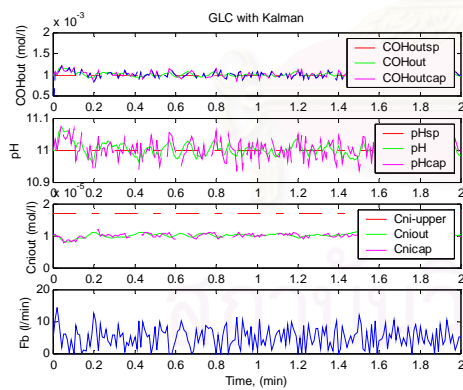 GLC with Kalman
x 10^-3
COHout (mol/l)
2
1.5
1
0.5
COHoutsp
COHout
COHoutcap
0 0.2 0.4 0.6 0.8 1 1.2 1.4 1.6 1.8 2
pH
11.1
11
10.9
pHsp
pH
pHcap
0 0.2 0.4 0.6 0.8 1 1.2 1.4 1.6 1.8 2
x 10^-5
Cniout (mol/l)
2
1
0
Cni-upper
Cniout
Cnicap
0 0.2 0.4 0.6 0.8 1 1.2 1.4 1.6 1.8 2
Fb (l/min)
20
10
0
0 0.2 0.4 0.6 0.8 1 1.2 1.4 1.6 1.8 2
Time, (min)